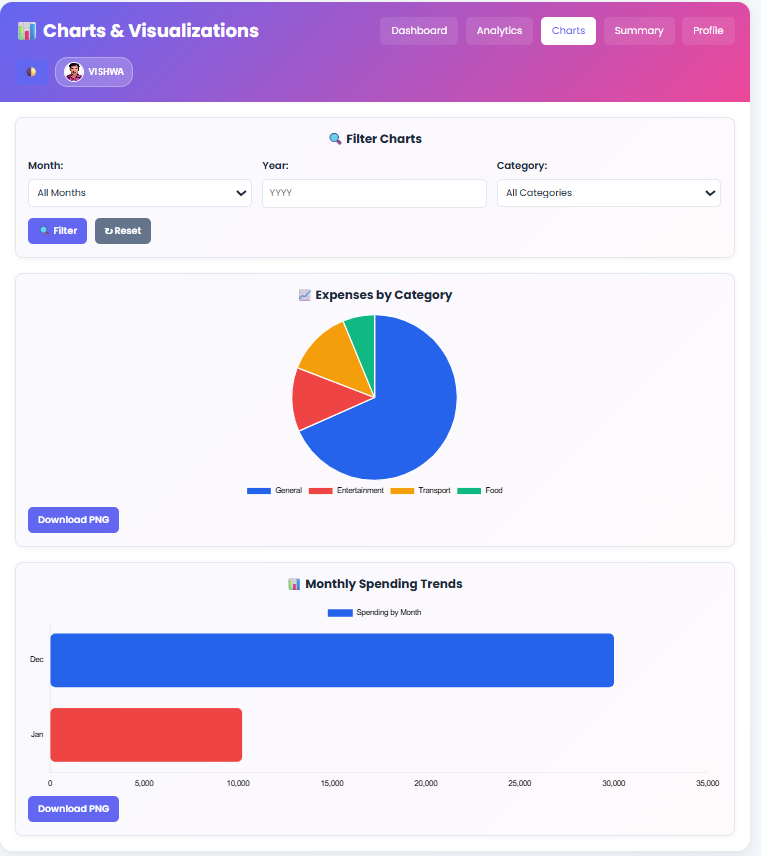 Charts & Visualizations
Dashboard Analytics Charts Summary Profile
VISHWA
Filter Charts
Month: Year: Category:
All Months YYYY All Categories
Filter ↻ Reset
Expenses by Category
General Entertainment Transport Food
Download PNG
Monthly Spending Trends
Spending by Month
Dec
Jan
0 5,000 10,000 15,000 20,000 25,000 30,000 35,000
Download PNG